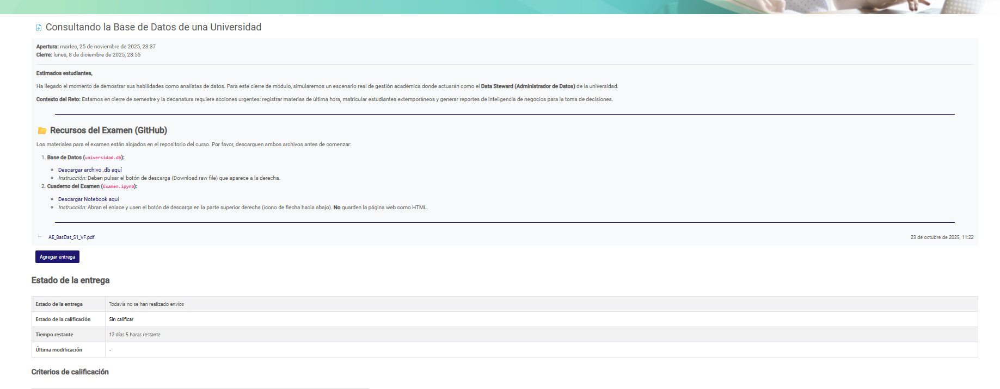 Consultando la Base de Datos de una Universidad
Apertura: martes, 25 de noviembre de 2025, 23:37
Cierre: lunes, 8 de diciembre de 2025, 23:55
Estimados estudiantes,
Ha llegado el momento de demostrar sus habilidades como analistas de datos. Para este cierre de módulo, simularemos un escenario real de gestión académica donde actuarán como el Data Steward (Administrador de Datos) de la universidad.
Contexto del Reto: Estamos en cierre de semestre y la decanatura requiere acciones urgentes: registrar materias de última hora, matricular estudiantes extemporáneos y generar reportes de inteligencia de negocios para la toma de decisiones.
Recursos del Examen (GitHub)
Los materiales para el examen están alojados en el repositorio del curso. Por favor, descarguen ambos archivos antes de comenzar:
1. Base de Datos (universidad.db):
Descargar archivo .db aquí
Instrucción: Deben pulsar el botón de descarga (Download raw file) que aparece a la derecha.
2. Cuaderno del Examen (Examen.ipynb):
Descargar Notebook aquí
Instrucción: Abran el enlace y usen el botón de descarga en la parte superior derecha (icono de flecha hacia abajo). No guarden la página web como HTML.
AE_BasDat_S1_VF.pdf 23 de octubre de 2025, 11:22
Agregar entrega
Estado de la entrega
Estado de la entrega Todavía no se han realizado envíos
Estado de la calificación Sin calificar
Tiempo restante 12 días 5 horas restante
Última modificación -
Criterios de calificación